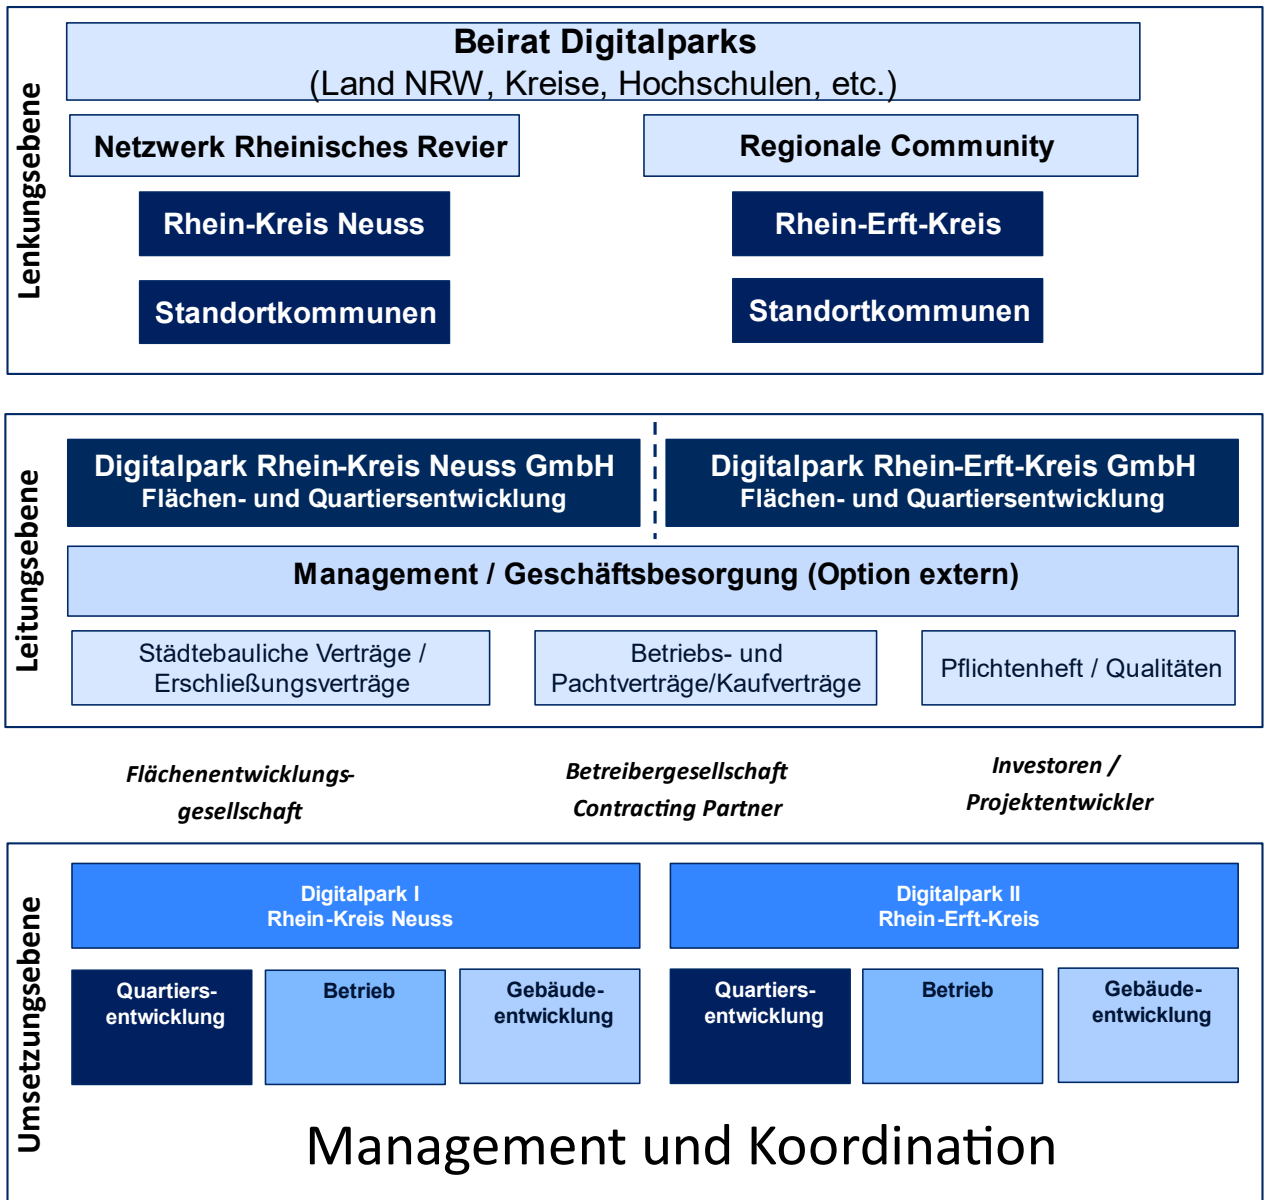 Lenkungsebene
Beirat Digitalparks
(Land NRW, Kreise, Hochschulen, etc.)
Netzwerk Rheinisches Revier
Regionale Community
Rhein-Kreis Neuss
Rhein-Erft-Kreis
Standortkommunen
Standortkommunen
Leitungsebene
Digitalpark Rhein-Kreis Neuss GmbH
Flächen- und Quartiersentwicklung
Digitalpark Rhein-Erft-Kreis GmbH
Flächen- und Quartiersentwicklung
Management / Geschäftsbesorgung (Option extern)
Städtebauliche Verträge /
Erschließungsverträge
Betriebs- und
Pachtverträge/Kaufverträge
Pflichtenheft / Qualitäten
Flächenentwicklungs-
gesellschaft
Betreibergesellschaft
Contracting Partner
Investoren /
Projektentwickler
Umsetzungsebene
Digitalpark I
Rhein-Kreis Neuss
Digitalpark II
Rhein-Erft-Kreis
Quartiers-
entwicklung
Betrieb
Gebäude-
entwicklung
Quartiers-
entwicklung
Betrieb
Gebäude-
entwicklung
Management und Koordination